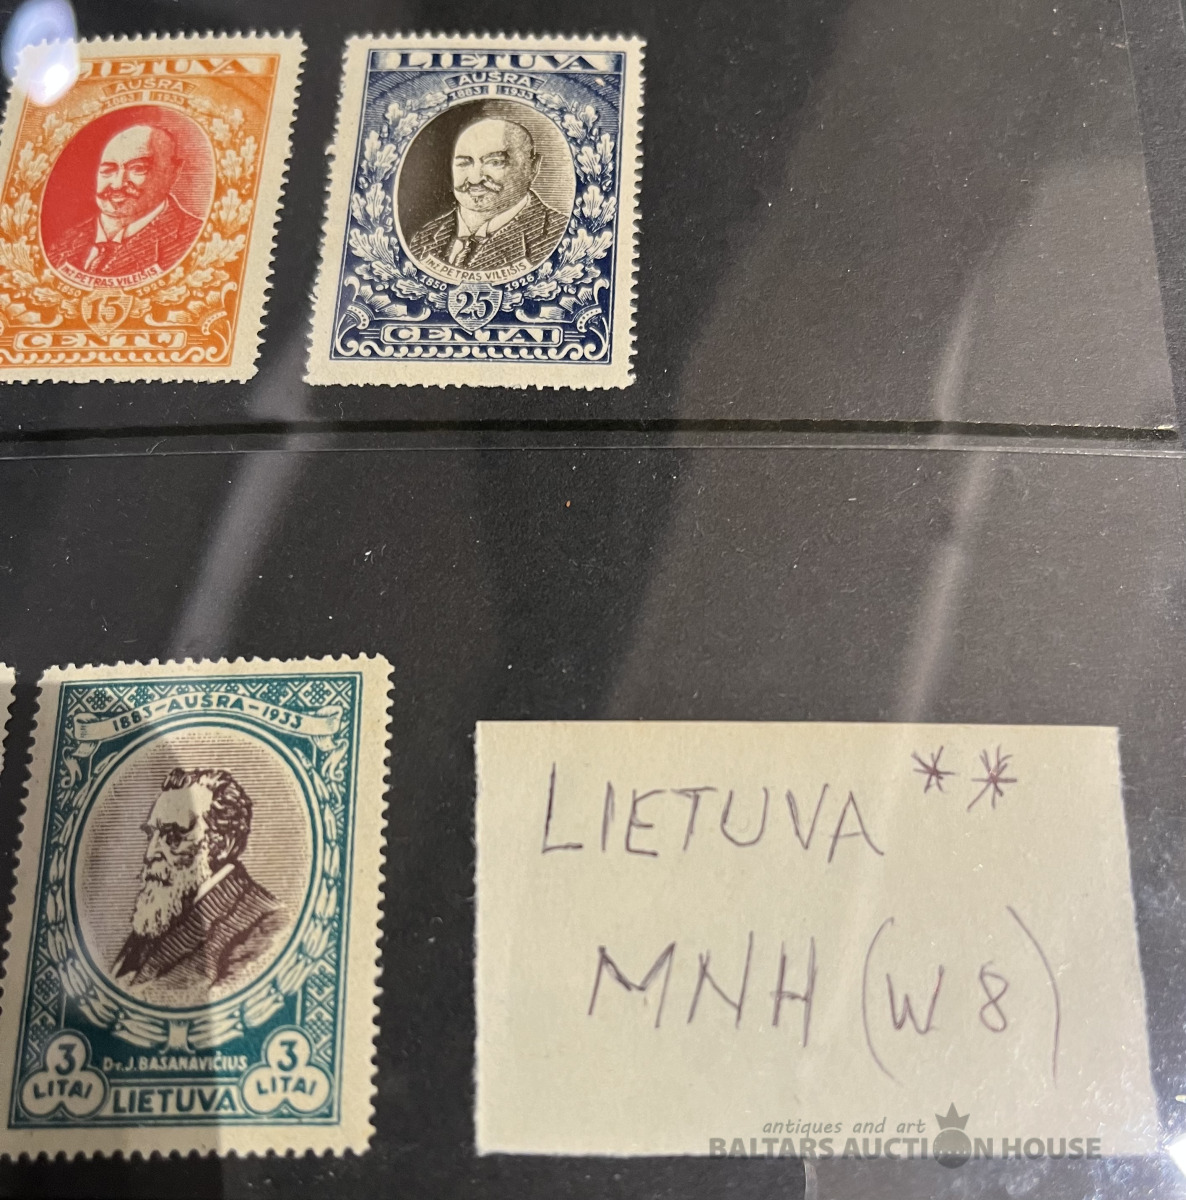 LIETUVA
AUŠRA
1883 1933
INŽ PETRAS VILEIŠIS
1850 1926
15
CENTŲ
LIETUVA
AUŠRA
1883 1933
INŽ PETRAS VILEIŠIS
1850 1926
25
CENTAI
1883-AUŠRA-1933
3 LITAI
Dr. J. BASANAVIČIUS
3 LITAI
LIETUVA
LIETUVA **
MNH (W 8)
antiques and art
BALTARS AUCTION HOUSE